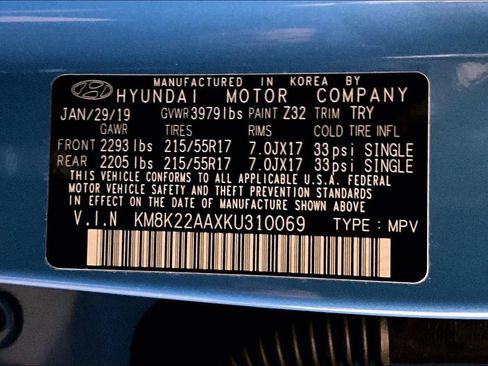 MANUFACTURED IN KOREA BY
HYUNDAI MOTOR COMPANY
JAN/29/19 GVWR 3979lbs PAINT Z32 TRIM TRY
GAWR TIRES RIMS COLD TIRE INFL
FRONT 2293 lbs 215/55R17 7.0JX17 33psi SINGLE
REAR 2205 lbs 215/55R17 7.0JX17 33psi SINGLE
THIS VEHICLE CONFORMS TO ALL APPLICABLE U.S.A. FEDERAL
MOTOR VEHICLE SAFETY AND THEFT PREVENTION STANDARDS
IN EFFECT ON THE DATE OF MANUFACTURE SHOWN ABOVE.
V.I.N KM8K22AAXKU310069 TYPE : MPV